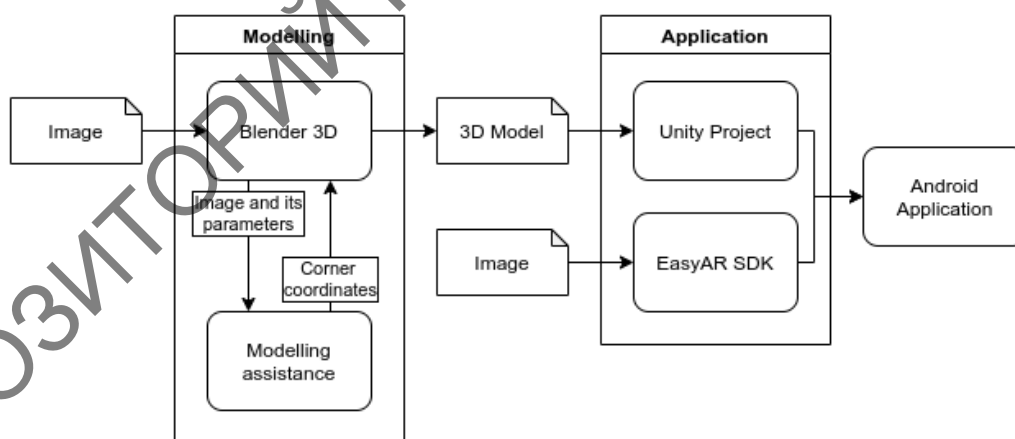 Modelling
Application
Image
Blender 3D
3D Model
Unity Project
Image and its
parameters
Android
Application
Corner
coordinates
Image
EasyAR SDK
Modelling
assistance